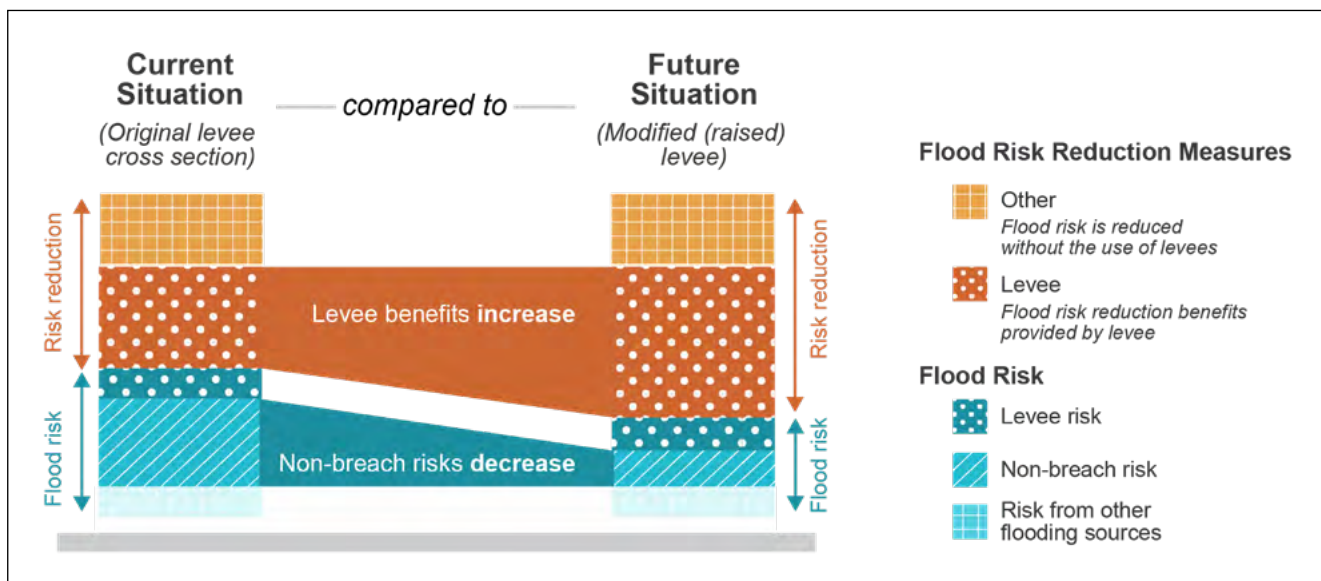 Current
Situation
(Original levee
cross section)
compared to
Future
Situation
(Modified (raised)
levee)
Risk reduction
Flood risk
Levee benefits increase
Non-breach risks decrease
Risk reduction
Flood risk
Flood Risk Reduction Measures
Other
Flood risk is reduced
without the use of levees
Levee
Flood risk reduction benefits
provided by levee
Flood Risk
Levee risk
Non-breach risk
Risk from other
flooding sources